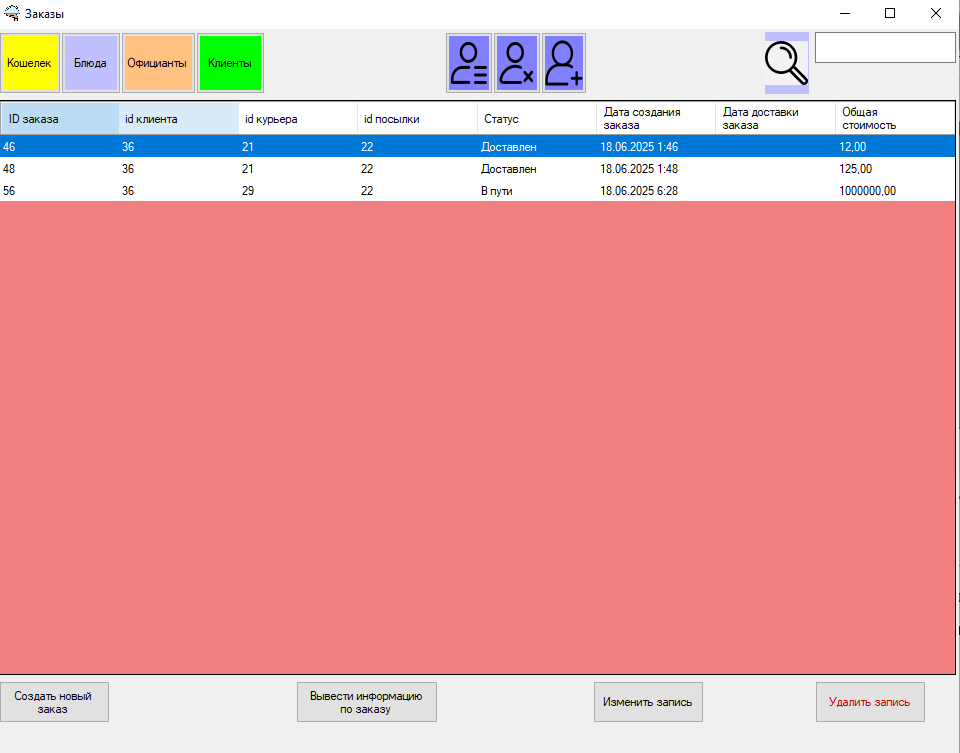 Заказы
Кошелек
Блюда
Официанты
Клиенты
ID заказа id клиента id курьера id посылки Статус Дата создания заказа Дата доставки заказа Общая стоимость
46 36 21 22 Доставлен 18.06.2025 1:46 12,00
48 36 21 22 Доставлен 18.06.2025 1:48 125,00
56 36 29 22 В пути 18.06.2025 6:28 1000000,00
Создать новый
заказ
Вывести информацию
по заказу
Изменить запись
Удалить запись